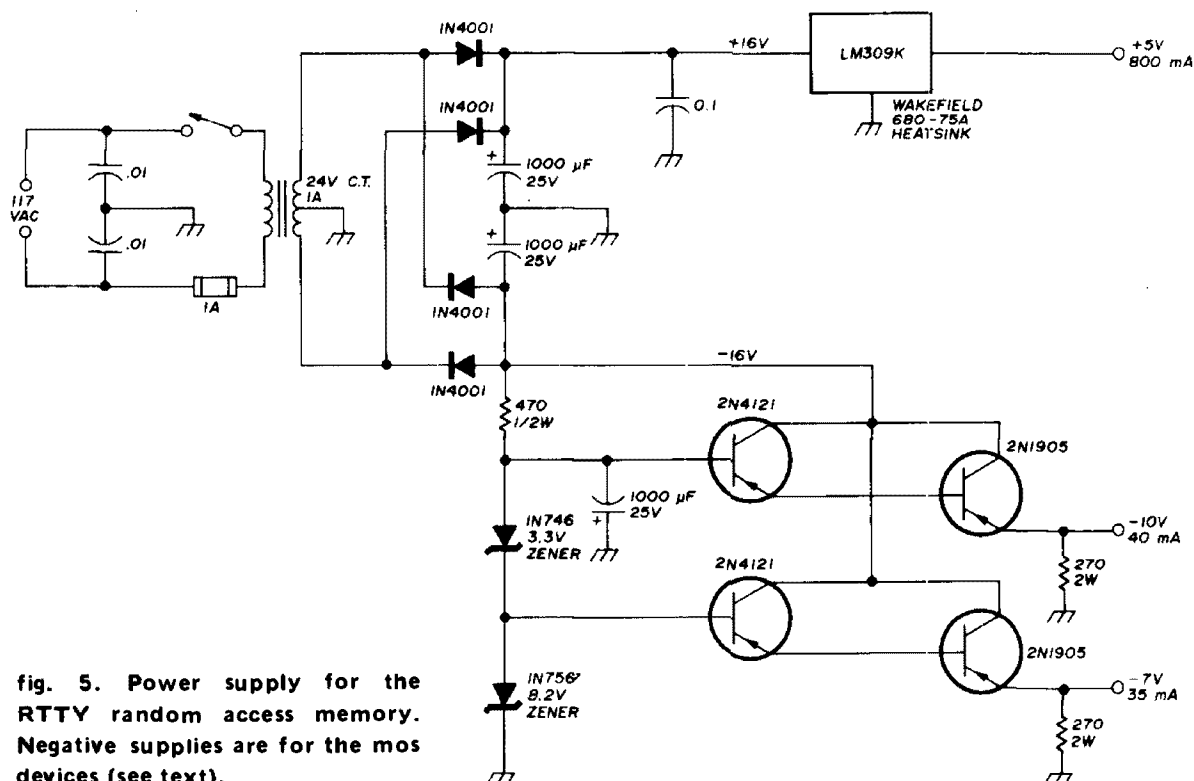 1N4001
+16V
LM309K
+5V
800 mA
1N4001
0.1
WAKEFIELD
680-75A
HEATSINK
+
1000 µF
25V
.01
24V C.T.
1A
117
VAC
.01
+
1000 µF
25V
1A
1N4001
1N4001
-16V
470
1/2W
2N4121
2N1905
1000 µF
25V
+
1N746
3.3V
ZENER
-10V
40 mA
2N4121
270
2W
2N1905
1N756
8.2V
ZENER
-7V
35 mA
270
2W
fig. 5. Power supply for the
RTTY random access memory.
Negative supplies are for the mos
devices (see text).